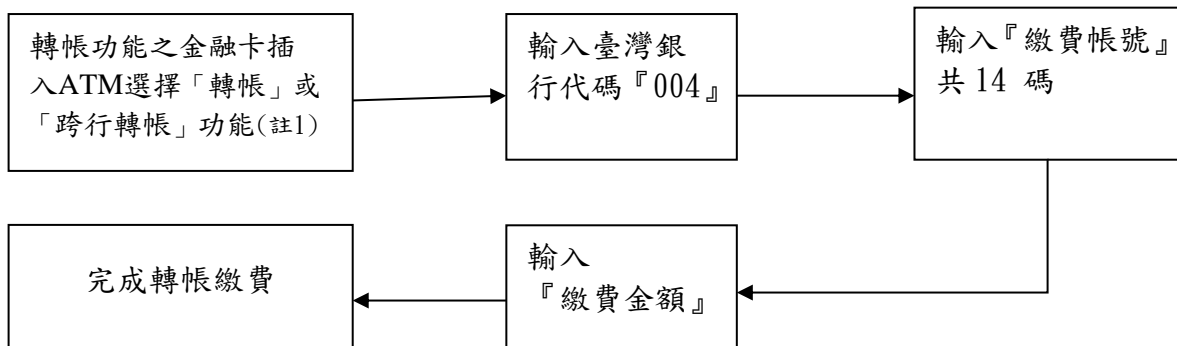 轉帳功能之金融卡插
入ATM選擇「轉帳」或
「跨行轉帳」功能(註1)
輸入臺灣銀
行代碼『004』
輸入『繳費帳號』
共14 碼
輸入
『繳費金額』
完成轉帳繳費